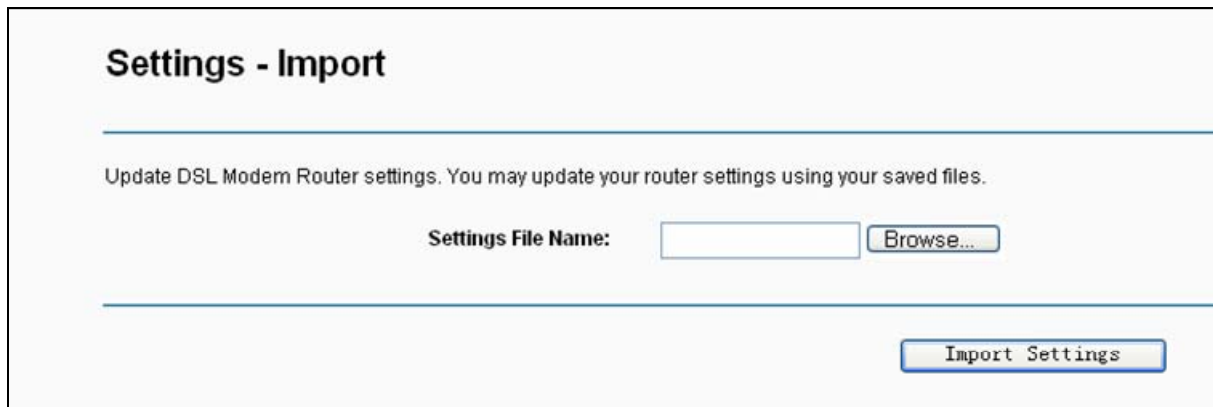 Settings - Import
Update DSL Modem Router settings. You may update your router settings using your saved files.
Settings File Name: Browse...
Import Settings